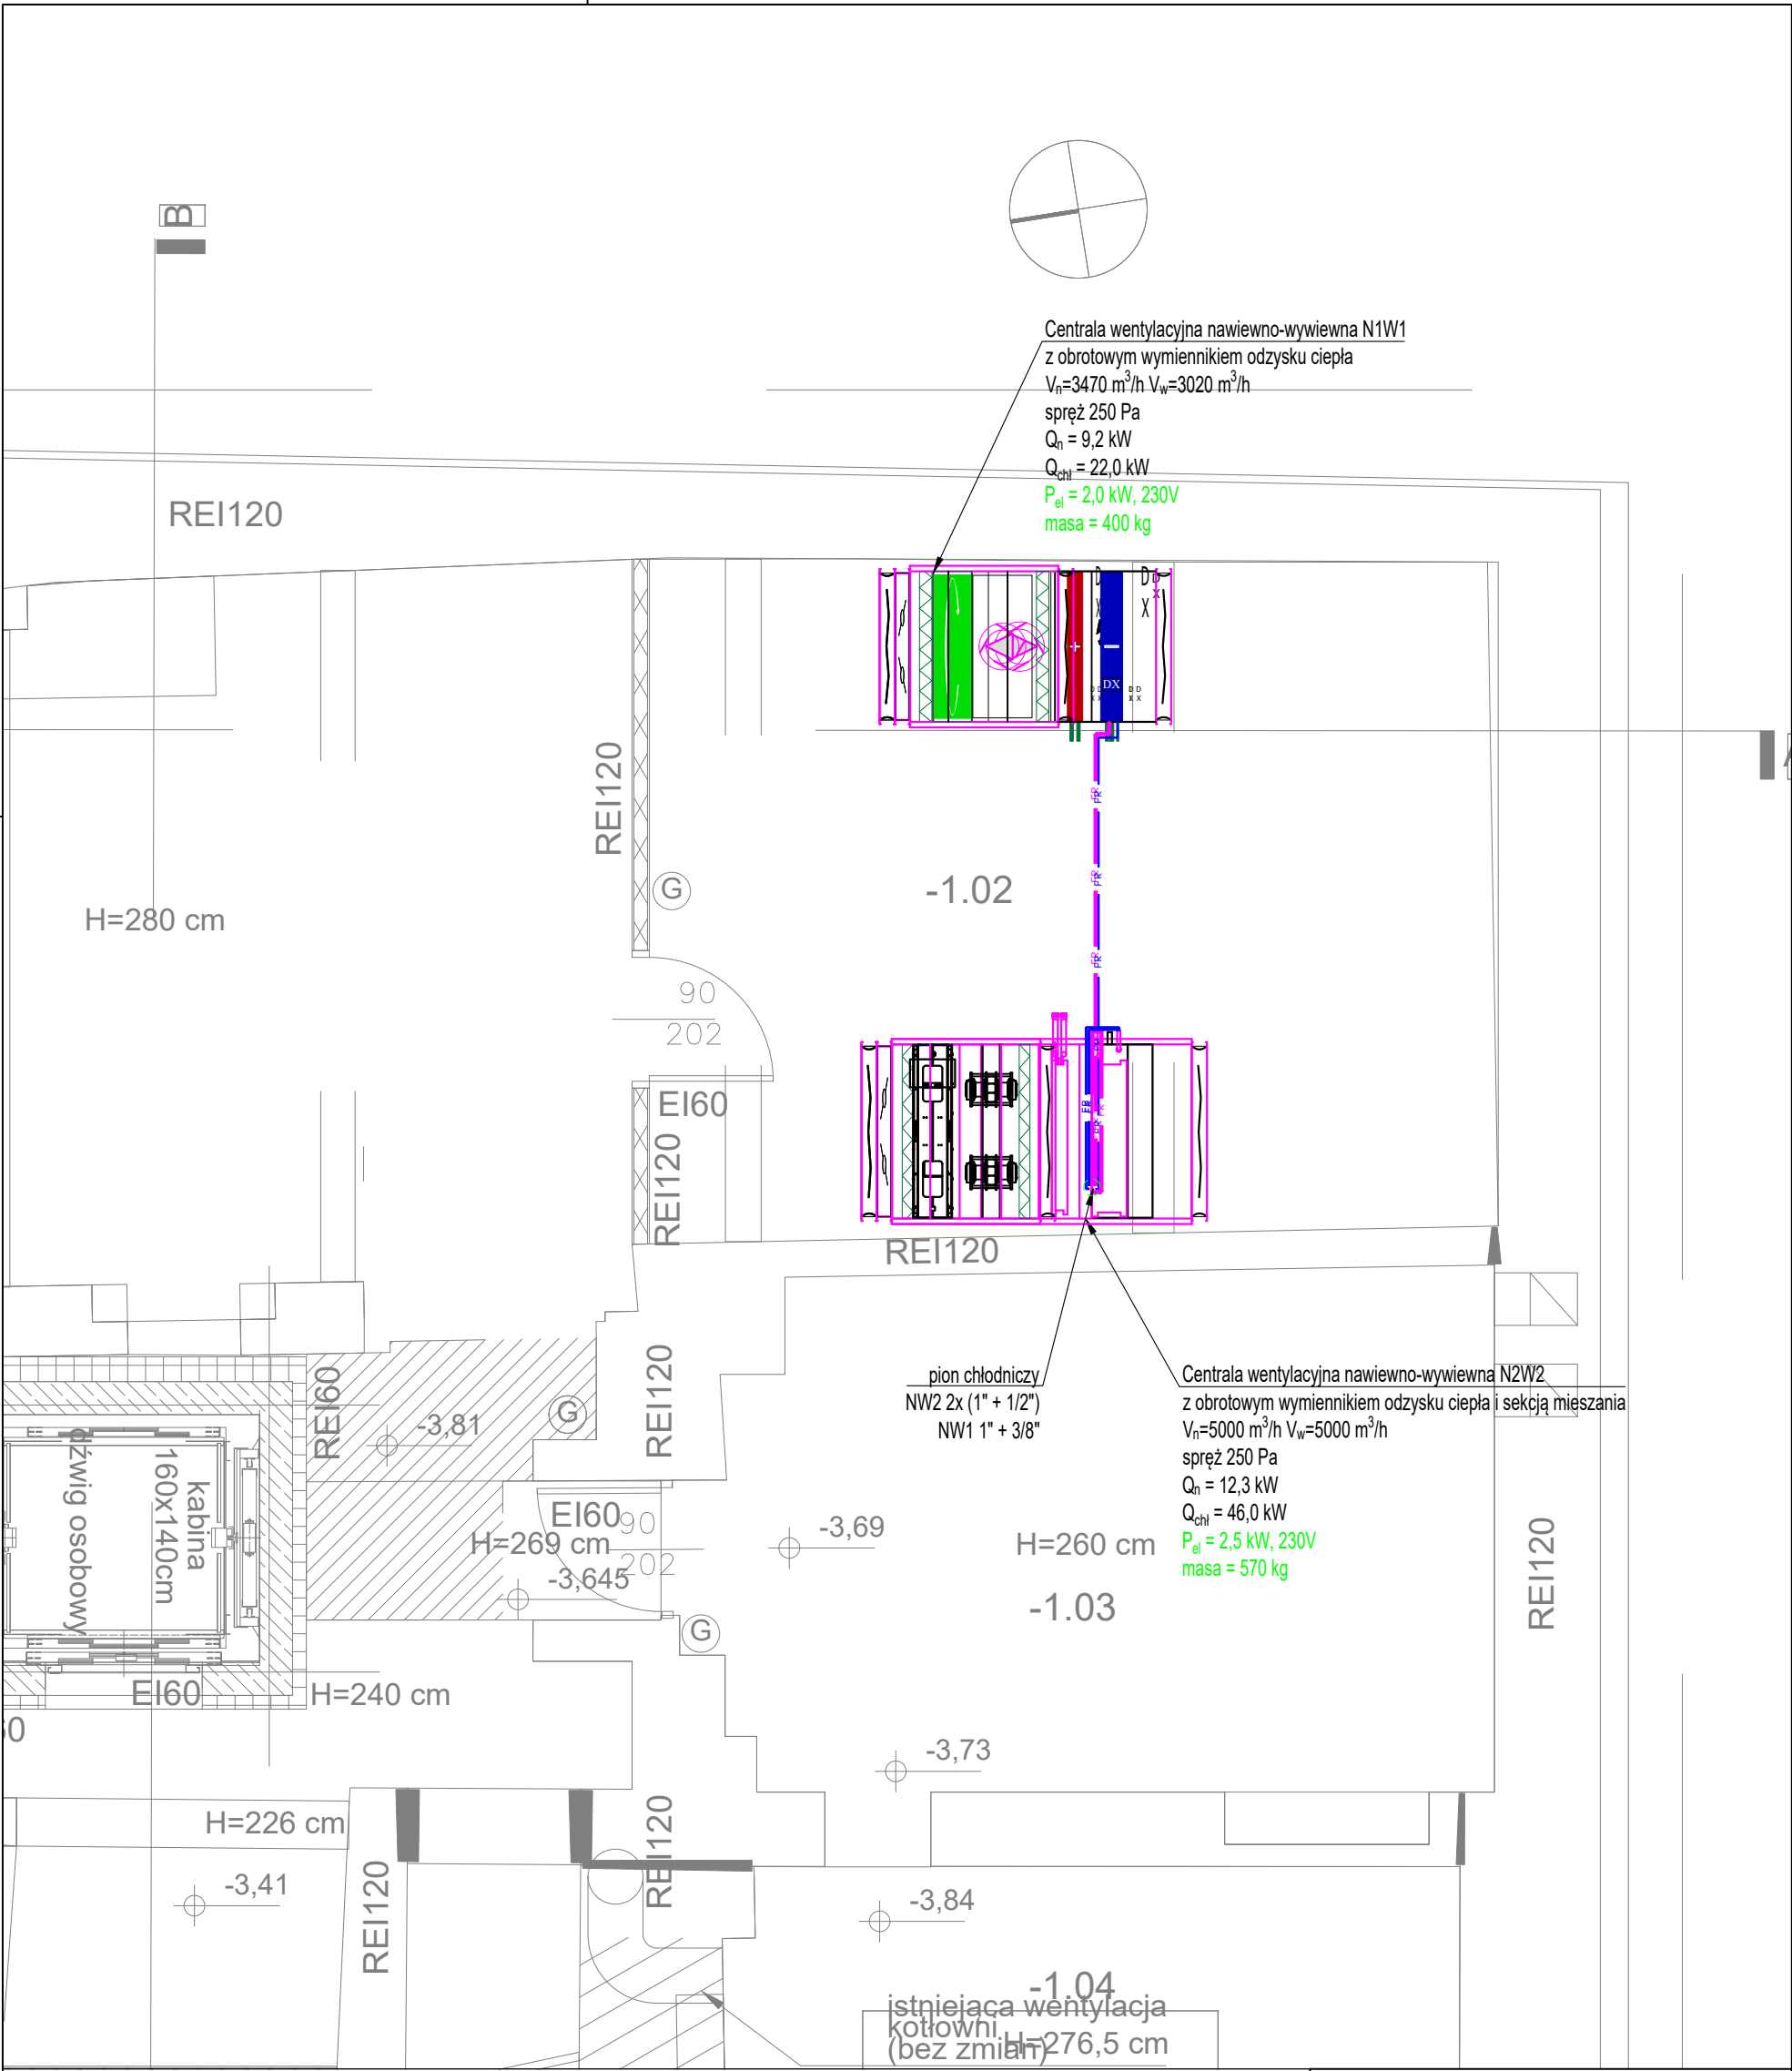 B
Centrala wentylacyjna nawiewno-wywiewna N1W1
z obrotowym wymiennikiem odzysku ciepła
Vn=3470 m³/h Vw=3020 m³/h
spręż 250 Pa
Qn = 9,2 kW
Qchł = 22,0 kW
Pel = 2,0 kW, 230V
masa = 400 kg
REI120
DX
REI120
-1.02
G
H=280 cm
90
202
EI60
REI120
REI120
pion chłodniczy
NW2 2x (1" + 1/2")
NW1 1" + 3/8"
Centrala wentylacyjna nawiewno-wywiewna N2W2
z obrotowym wymiennikiem odzysku ciepła i sekcją mieszania
Vn=5000 m³/h Vw=5000 m³/h
spręż 250 Pa
Qn = 12,3 kW
Qchł = 46,0 kW
Pel = 2,5 kW, 230V
masa = 570 kg
REI60
REI120
G
-3,81
kabina
160x140cm
dźwig osobowy
EI60
90
202
H=269 cm
-3,645
-3,69
H=260 cm
-1.03
REI120
G
EI60
H=240 cm
-3,73
H=226 cm
REI120
-3,41
REI120
-3,84
-1.04
istniejąca wentylacja
kotłowni
(bez zmian)
H=276,5 cm